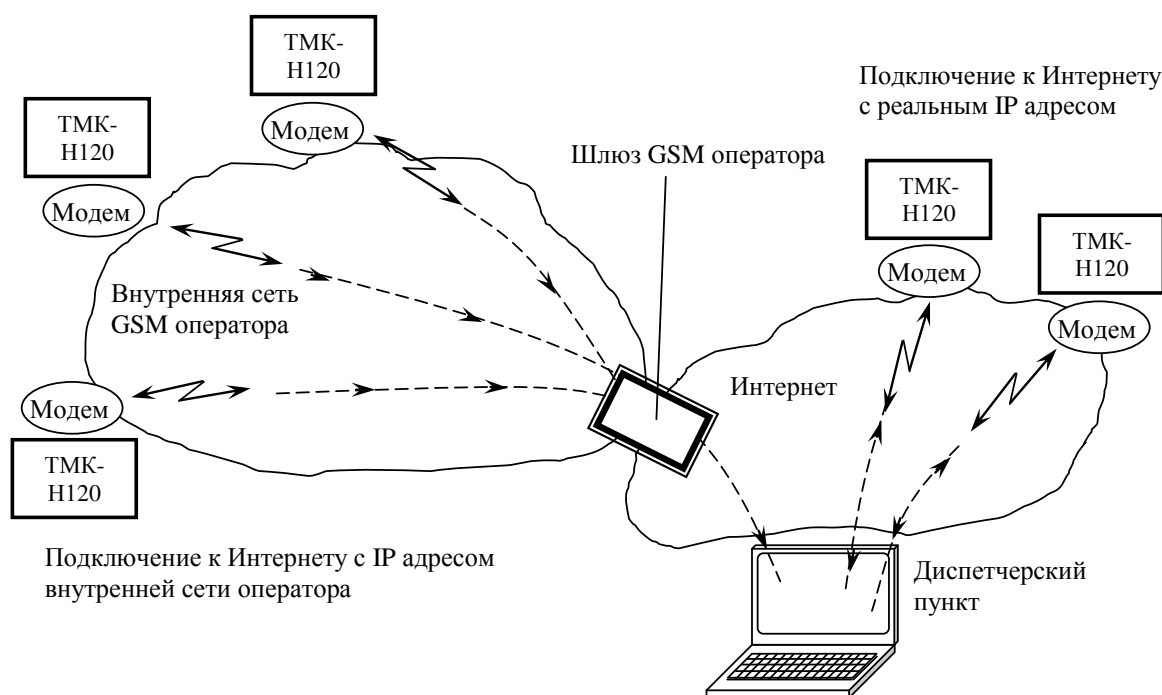 ТМК-
Н120
Модем
ТМК-
Н120
Модем
Внутренняя сеть
GSM оператора
Модем
ТМК-
Н120
Подключение к Интернету с IP адресом
внутренней сети оператора
Шлюз GSM оператора
Подключение к Интернету
с реальным IP адресом
ТМК-
Н120
Модем
ТМК-
Н120
Модем
Интернет
Диспетчерский
пункт